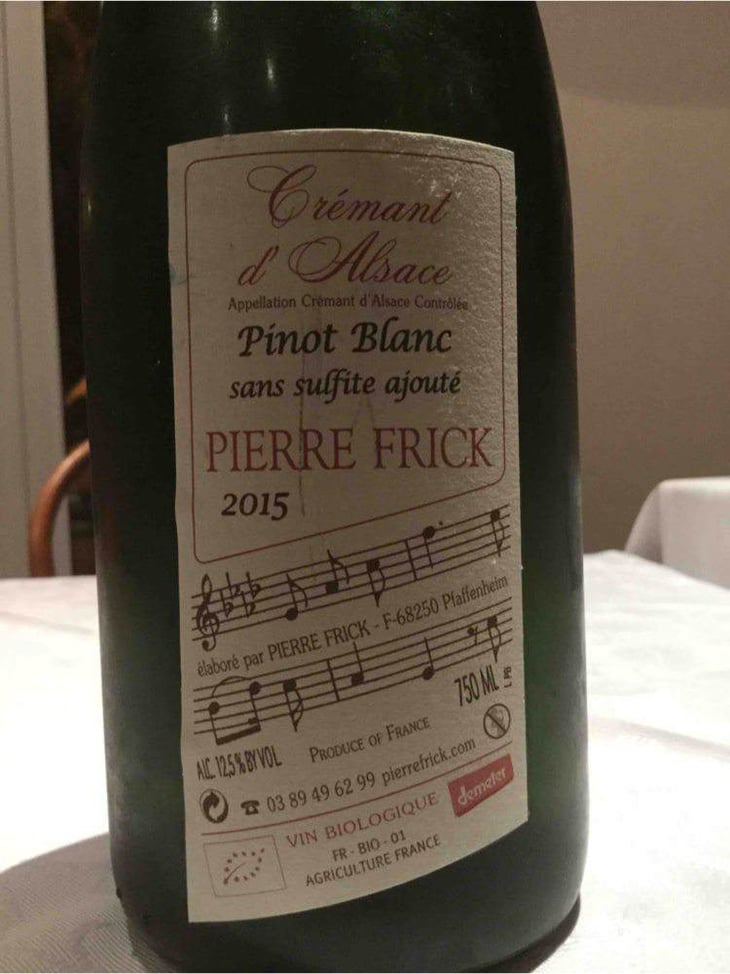 Crémant
d'Alsace
Appellation Crémant d'Alsace Contrôlée
Pinot Blanc
sans sulfite ajouté
PIERRE FRICK
2015
élaboré par PIERRE FRICK - F-68250 Pfaffenheim
750 ML
L PB
ALC. 12,5 % BY VOL
PRODUCE OF FRANCE
03 89 49 62 99 pierrefrick.com
VIN BIOLOGIQUE
demeter
FR - BIO - 01
AGRICULTURE FRANCE